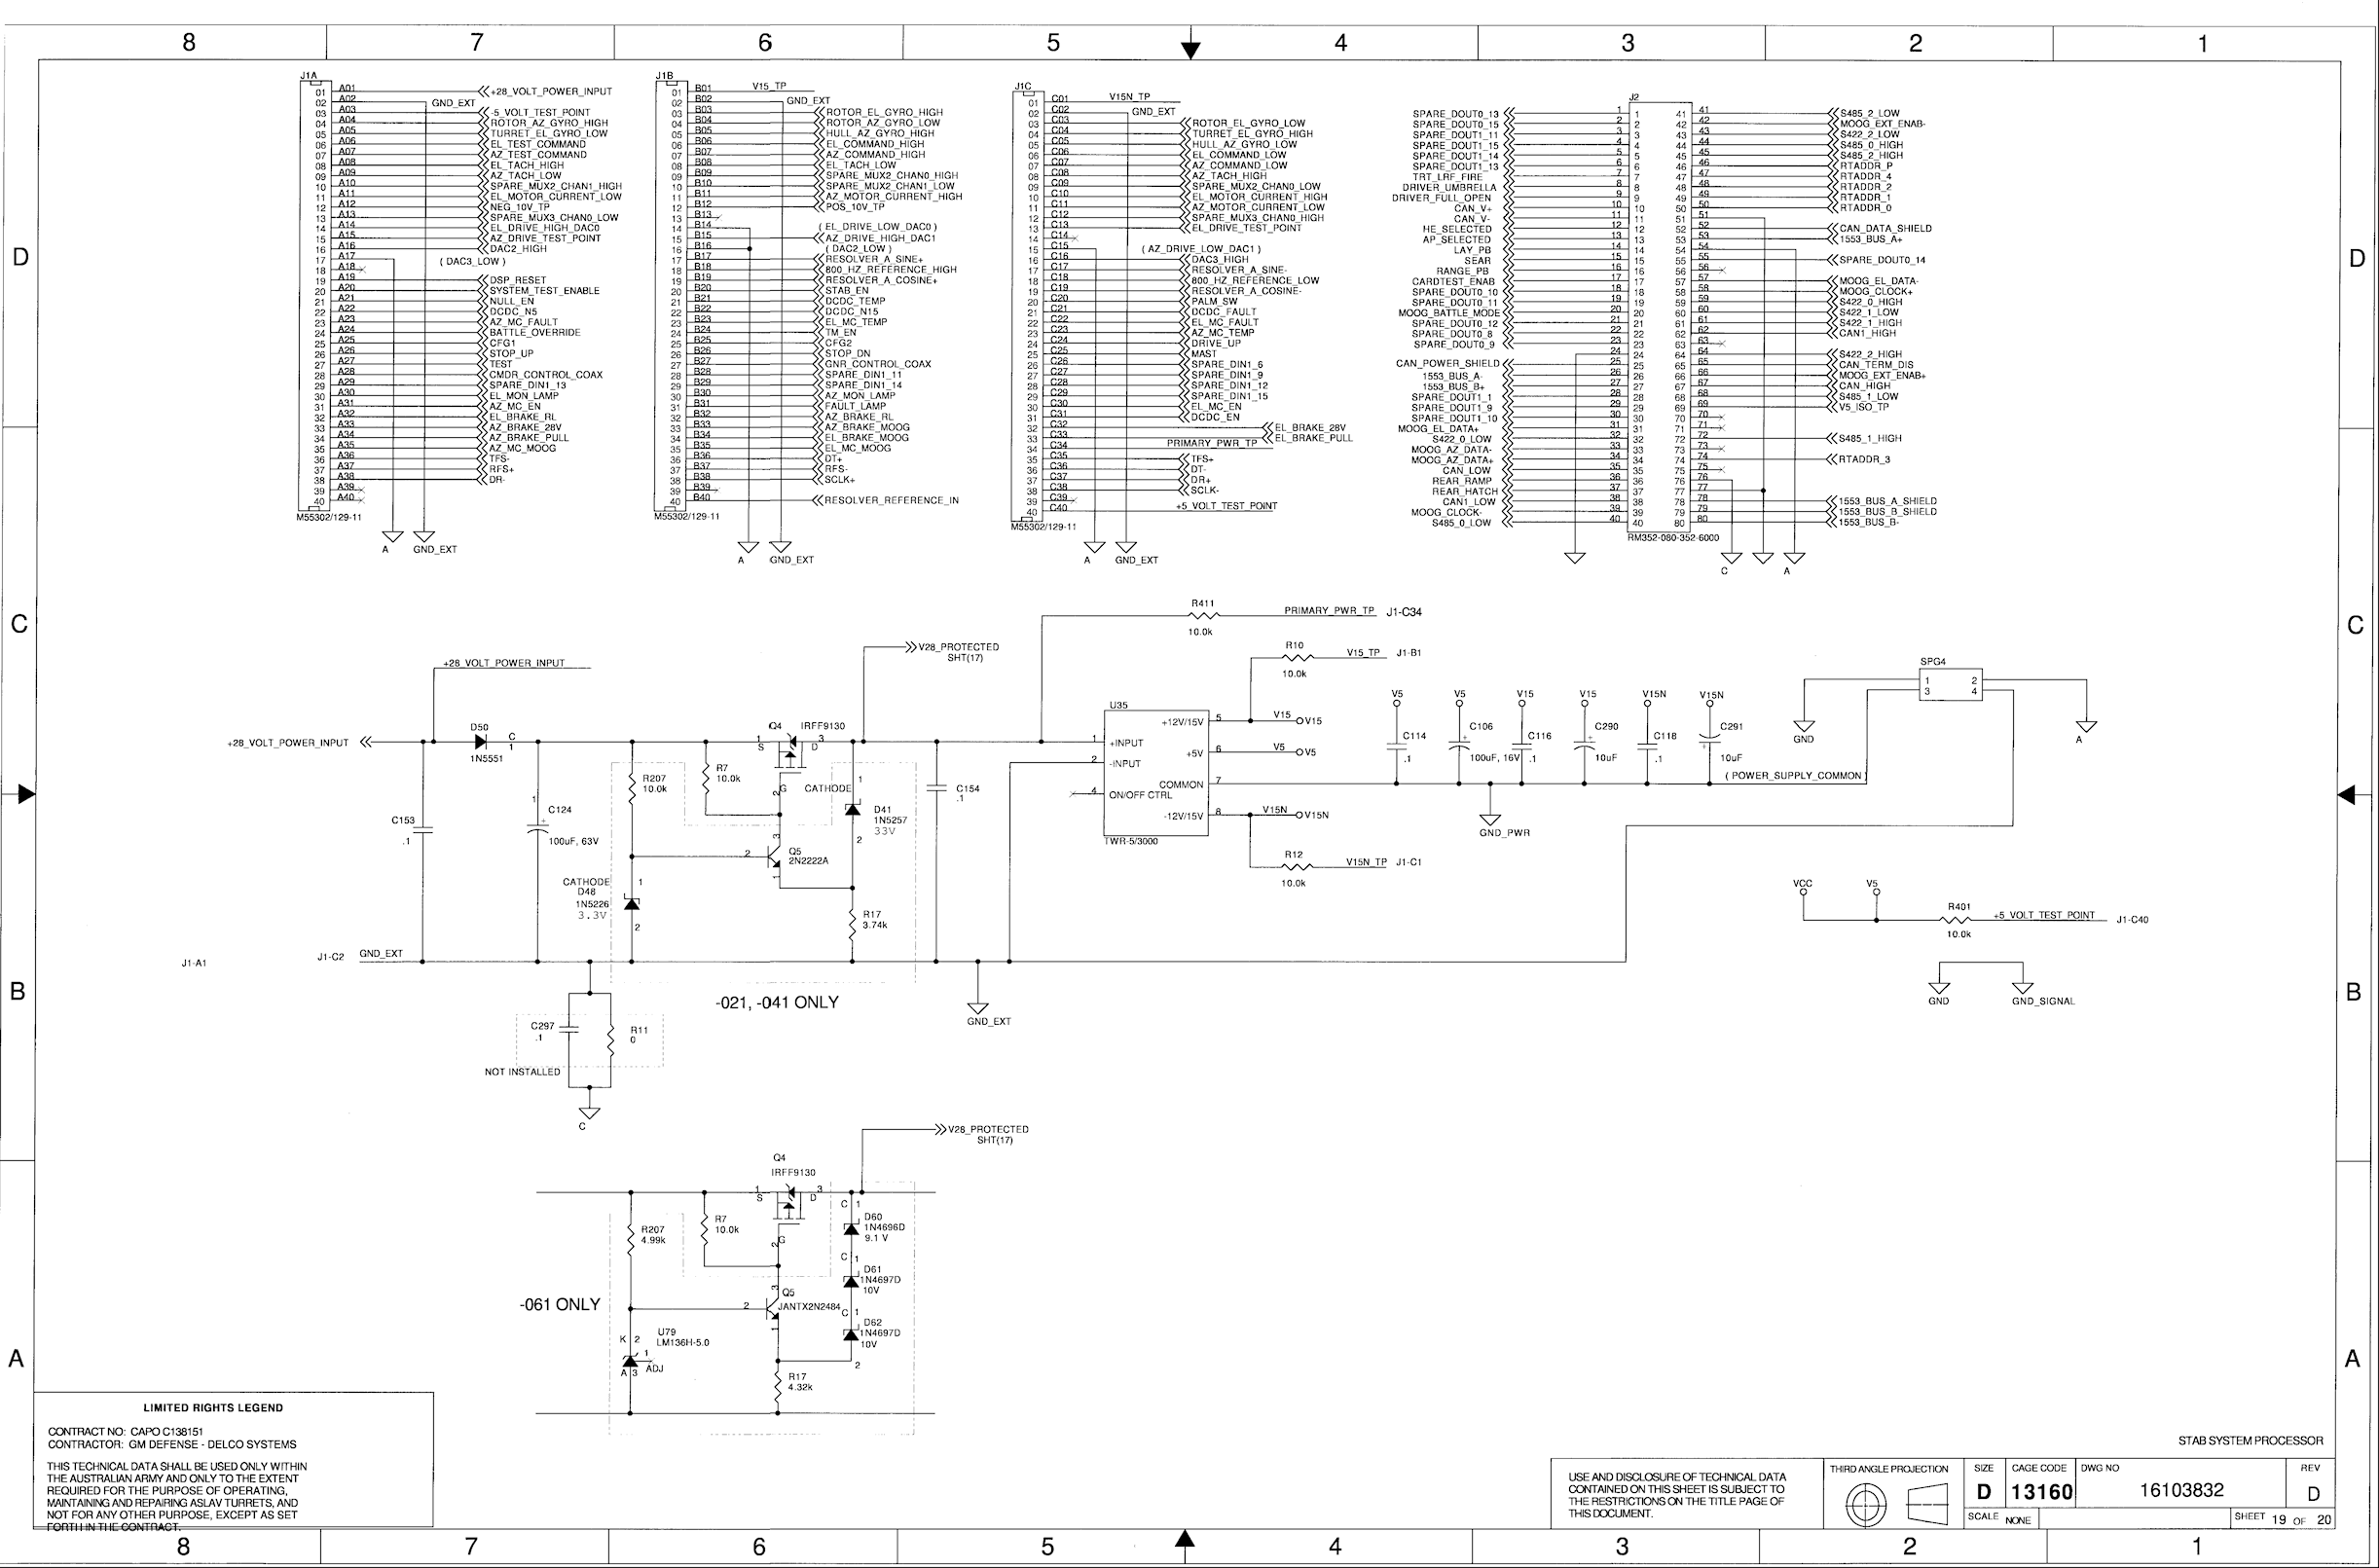 8 7 6 5 4 3 2 1
D
C
B
A
J1A
01 A01 +28_VOLT_POWER_INPUT
02 A02 GND_EXT
03 A03 -5_VOLT_TEST_POINT
04 A04 ROTOR_AZ_GYRO_HIGH
05 A05 TURRET_EL_GYRO_LOW
06 A06 EL_TEST_COMMAND
07 A07 AZ_TEST_COMMAND
08 A08 EL_TACH_HIGH
09 A09 AZ_TACH_LOW
10 A10 SPARE_MUX2_CHAN1_HIGH
11 A11 EL_MOTOR_CURRENT_LOW
12 A12 NEG_10V_TP
13 A13 SPARE_MUX3_CHAN0_LOW
14 A14 EL_DRIVE_HIGH_DAC0
15 A15 AZ_DRIVE_TEST_POINT
16 A16 DAC2_HIGH
17 A17 ( DAC3_LOW )
18 A18
19 A19 DSP_RESET
20 A20 SYSTEM_TEST_ENABLE
21 A21 NULL_EN
22 A22 DCDC_N5
23 A23 AZ_MC_FAULT
24 A24 BATTLE_OVERRIDE
25 A25 CFG1
26 A26 STOP_UP
27 A27 TEST
28 A28 CMDR_CONTROL_COAX
29 A29 SPARE_DIN1_13
30 A30 EL_MON_LAMP
31 A31 AZ_MC_EN
32 A32 EL_BRAKE_RL
33 A33 AZ_BRAKE_28V
34 A34 AZ_BRAKE_PULL
35 A35 AZ_MC_MOOG
36 A36 TFS-
37 A37 RFS+
38 A38 DR-
39 A39
40 A40
M55302/129-11
A GND_EXT
J1B
01 B01 V15_TP
02 B02 GND_EXT
03 B03 ROTOR_EL_GYRO_HIGH
04 B04 ROTOR_AZ_GYRO_LOW
05 B05 HULL_AZ_GYRO_HIGH
06 B06 EL_COMMAND_HIGH
07 B07 AZ_COMMAND_HIGH
08 B08 EL_TACH_LOW
09 B09 SPARE_MUX2_CHAN0_HIGH
10 B10 SPARE_MUX2_CHAN1_LOW
11 B11 AZ_MOTOR_CURRENT_HIGH
12 B12 POS_10V_TP
13 B13
14 B14 ( EL_DRIVE_LOW_DAC0 )
15 B15 AZ_DRIVE_HIGH_DAC1
16 B16 ( DAC2_LOW )
17 B17 RESOLVER_A_SINE+
18 B18 800_HZ_REFERENCE_HIGH
19 B19 RESOLVER_A_COSINE+
20 B20 STAB_EN
21 B21 DCDC_TEMP
22 B22 DCDC_N15
23 B23 EL_MC_TEMP
24 B24 TM_EN
25 B25 CFG2
26 B26 STOP_DN
27 B27 GNR_CONTROL_COAX
28 B28 SPARE_DIN1_11
29 B29 SPARE_DIN1_14
30 B30 AZ_MON_LAMP
31 B31 FAULT_LAMP
32 B32 AZ_BRAKE_RL
33 B33 AZ_BRAKE_MOOG
34 B34 EL_BRAKE_MOOG
35 B35 EL_MC_MOOG
36 B36 DT+
37 B37 RFS-
38 B38 SCLK+
39 B39
40 B40 RESOLVER_REFERENCE_IN
M55302/129-11
A GND_EXT
J1C
01 C01 V15N_TP
02 C02 GND_EXT
03 C03 ROTOR_EL_GYRO_LOW
04 C04 TURRET_EL_GYRO_HIGH
05 C05 HULL_AZ_GYRO_LOW
06 C06 EL_COMMAND_LOW
07 C07 AZ_COMMAND_LOW
08 C08 AZ_TACH_HIGH
09 C09 SPARE_MUX2_CHAN0_LOW
10 C10 EL_MOTOR_CURRENT_HIGH
11 C11 AZ_MOTOR_CURRENT_LOW
12 C12 SPARE_MUX3_CHAN0_HIGH
13 C13 EL_DRIVE_TEST_POINT
14 C14
15 C15 ( AZ_DRIVE_LOW_DAC1 )
16 C16 DAC3_HIGH
17 C17 RESOLVER_A_SINE-
18 C18 800_HZ_REFERENCE_LOW
19 C19 RESOLVER_A_COSINE-
20 C20 PALM_SW
21 C21 DCDC_FAULT
22 C22 EL_MC_FAULT
23 C23 AZ_MC_TEMP
24 C24 DRIVE_UP
25 C25 MAST
26 C26 SPARE_DIN1_6
27 C27 SPARE_DIN1_9
28 C28 SPARE_DIN1_12
29 C29 SPARE_DIN1_15
30 C30 EL_MC_EN
31 C31 DCDC_EN
32 C32 EL_BRAKE_28V
33 C33 EL_BRAKE_PULL
34 C34 PRIMARY_PWR_TP
35 C35 TFS+
36 C36 DT-
37 C37 DR+
38 C38 SCLK-
39 C39
40 C40 +5_VOLT_TEST_POINT
M55302/129-11
A GND_EXT
J2
SPARE_DOUT0_13 1 1 41 41 S485_2_LOW
SPARE_DOUT0_15 2 2 42 42 MOOG_EXT_ENAB-
SPARE_DOUT1_11 3 3 43 43 S422_2_LOW
SPARE_DOUT1_15 4 4 44 44 S485_0_HIGH
SPARE_DOUT1_14 5 5 45 45 S485_2_HIGH
SPARE_DOUT1_13 6 6 46 46 RTADDR_P
TRT_LRF_FIRE 7 7 47 47 RTADDR_4
DRIVER_UMBRELLA 8 8 48 48 RTADDR_2
DRIVER_FULL_OPEN 9 9 49 49 RTADDR_1
CAN_V+ 10 10 50 50 RTADDR_0
CAN_V- 11 11 51 51
HE_SELECTED 12 12 52 52 CAN_DATA_SHIELD
AP_SELECTED 13 13 53 53 1553_BUS_A+
LAY_PB 14 14 54 54
SEAR 15 15 55 55 SPARE_DOUT0_14
RANGE_PB 16 16 56 56
CARDTEST_ENAB 17 17 57 57 MOOG_EL_DATA-
SPARE_DOUT0_10 18 18 58 58 MOOG_CLOCK+
SPARE_DOUT0_11 19 19 59 59 S422_0_HIGH
MOOG_BATTLE_MODE 20 20 60 60 S422_1_LOW
SPARE_DOUT0_12 21 21 61 61 S422_1_HIGH
SPARE_DOUT0_8 22 22 62 62 CAN1_HIGH
SPARE_DOUT0_9 23 23 63 63
24 24 64 64 S422_2_HIGH
CAN_POWER_SHIELD 25 25 65 65 CAN_TERM_DIS
1553_BUS_A- 26 26 66 66 MOOG_EXT_ENAB+
1553_BUS_B+ 27 27 67 67 CAN_HIGH
SPARE_DOUT1_1 28 28 68 68 S485_1_LOW
SPARE_DOUT1_9 29 29 69 69 V5_ISO_TP
SPARE_DOUT1_10 30 30 70 70
MOOG_EL_DATA+ 31 31 71 71
S422_0_LOW 32 32 72 72 S485_1_HIGH
MOOG_AZ_DATA- 33 33 73 73
MOOG_AZ_DATA+ 34 34 74 74 RTADDR_3
CAN_LOW 35 35 75 75
REAR_RAMP 36 36 76 76
REAR_HATCH 37 37 77 77
CAN1_LOW 38 38 78 78 1553_BUS_A_SHIELD
MOOG_CLOCK- 39 39 79 79 1553_BUS_B_SHIELD
S485_0_LOW 40 40 80 80 1553_BUS_B-
RM352-080-352-6000
C A
R411
PRIMARY_PWR_TP J1-C34
10.0k
V28_PROTECTED
SHT(17)
R10
V15_TP J1-B1
10.0k
+28_VOLT_POWER_INPUT
+28_VOLT_POWER_INPUT
D50
C
1
1N5551
Q4 IRFF9130
1 S 3 D
2 G
R207
10.0k
R7
10.0k
CATHODE
1
D41
1N5257
33V
2
C154
.1
C153
.1
1
C124
100uF, 63V
Q5
2N2222A
3
2
1
CATHODE 1
D48
1N5226
3.3V
2
R17
3.74k
U35
1 +INPUT
2 -INPUT
4 ON/OFF CTRL
+12V/15V 5 V15 V15
+5V 6 V5 V5
COMMON 7
-12V/15V 8 V15N V15N
TWR-5/3000
R12
V15N_TP J1-C1
10.0k
V5 V5 V15 V15 V15N V15N
C114
.1
C106
100uF, 16V
C116
.1
C290
10uF
C118
.1
C291
10uF
( POWER_SUPPLY_COMMON )
GND_PWR
SPG4
1 2
3 4
GND
A
VCC V5
R401
+5_VOLT_TEST_POINT J1-C40
10.0k
GND GND_SIGNAL
J1-A1 J1-C2 GND_EXT
-021, -041 ONLY
GND_EXT
C297
.1
R11
0
NOT INSTALLED
C
V28_PROTECTED
SHT(17)
Q4
IRFF9130
1 S 3 D
2 G
R207
4.99k
R7
10.0k
C 1
D60
1N4696D
9.1 V
C 1
D61
1N4697D
10V
C 1
D62
1N4697D
10V
2
-061 ONLY
3
2
1
Q5
JANTX2N2484
K 2
U79
LM136H-5.0
1
A 3 ADJ
R17
4.32k
LIMITED RIGHTS LEGEND
CONTRACT NO: CAPO C138151
CONTRACTOR: GM DEFENSE - DELCO SYSTEMS
THIS TECHNICAL DATA SHALL BE USED ONLY WITHIN
THE AUSTRALIAN ARMY AND ONLY TO THE EXTENT
REQUIRED FOR THE PURPOSE OF OPERATING,
MAINTAINING AND REPAIRING ASLAV TURRETS, AND
NOT FOR ANY OTHER PURPOSE, EXCEPT AS SET
FORTH IN THE CONTRACT.
STAB SYSTEM PROCESSOR
USE AND DISCLOSURE OF TECHNICAL DATA
CONTAINED ON THIS SHEET IS SUBJECT TO
THE RESTRICTIONS ON THE TITLE PAGE OF
THIS DOCUMENT.
THIRD ANGLE PROJECTION
SIZE
D
CAGE CODE
13160
DWG NO
16103832
REV
D
SCALE NONE
SHEET 19 OF 20
D
C
B
A
8 7 6 5 4 3 2 1